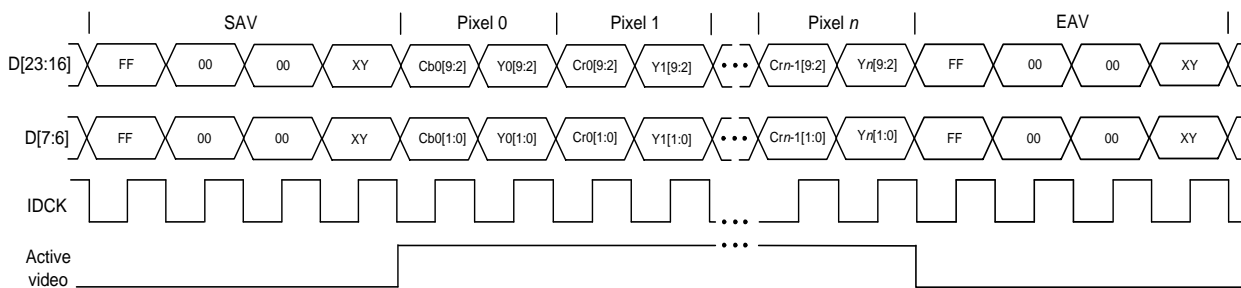 SAV Pixel 0 Pixel 1 Pixel n EAV
D[23:16] FF 00 00 XY Cb0[9:2] Y0[9:2] Cr0[9:2] Y1[9:2] ••• Crn-1[9:2] Yn[9:2] FF 00 00 XY
D[7:6] FF 00 00 XY Cb0[1:0] Y0[1:0] Cr0[1:0] Y1[1:0] ••• Crn-1[1:0] Yn[1:0] FF 00 00 XY
IDCK •••
Active •••
video